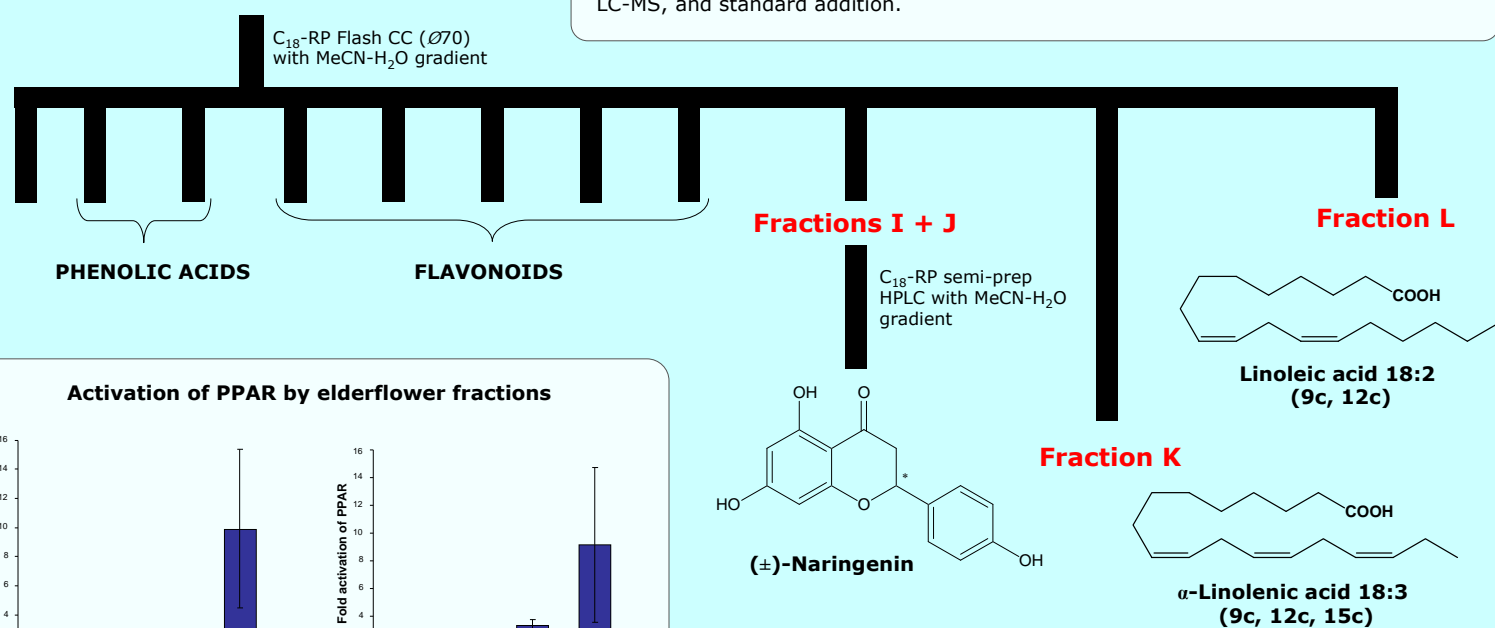 LC-MS, and standard addition.
C18-RP Flash CC (Ø70)
with MeCN-H2O gradient
PHENOLIC ACIDS
FLAVONOIDS
Fractions I + J
C18-RP semi-prep
HPLC with MeCN-H2O
gradient
Fraction L
COOH
Linoleic acid 18:2
(9c, 12c)
Fraction K
COOH
α-Linolenic acid 18:3
(9c, 12c, 15c)
OH
O
*
HO
O
OH
(±)-Naringenin
Activation of PPAR by elderflower fractions
16
14
12
10
8
6
4
Fold activation of PPAR
16
14
12
10
8
6
4